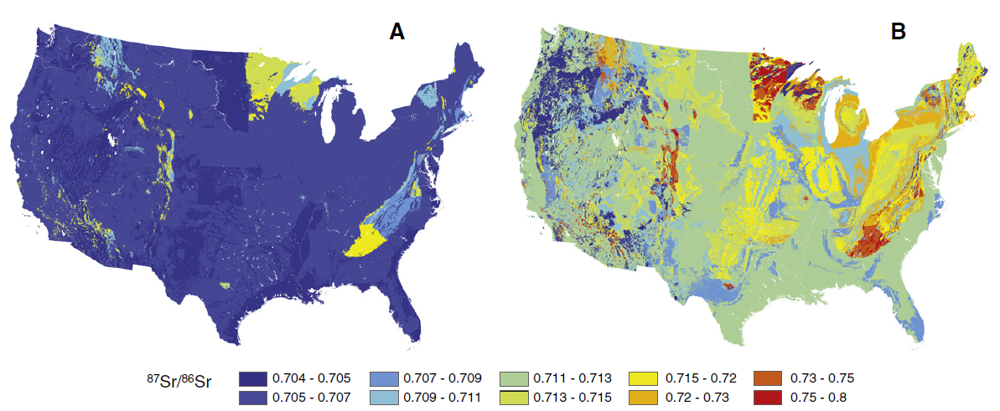 A
B
⁸⁷Sr/⁸⁶Sr
0.704 - 0.705
0.707 - 0.709
0.711 - 0.713
0.715 - 0.72
0.73 - 0.75
0.705 - 0.707
0.709 - 0.711
0.713 - 0.715
0.72 - 0.73
0.75 - 0.8